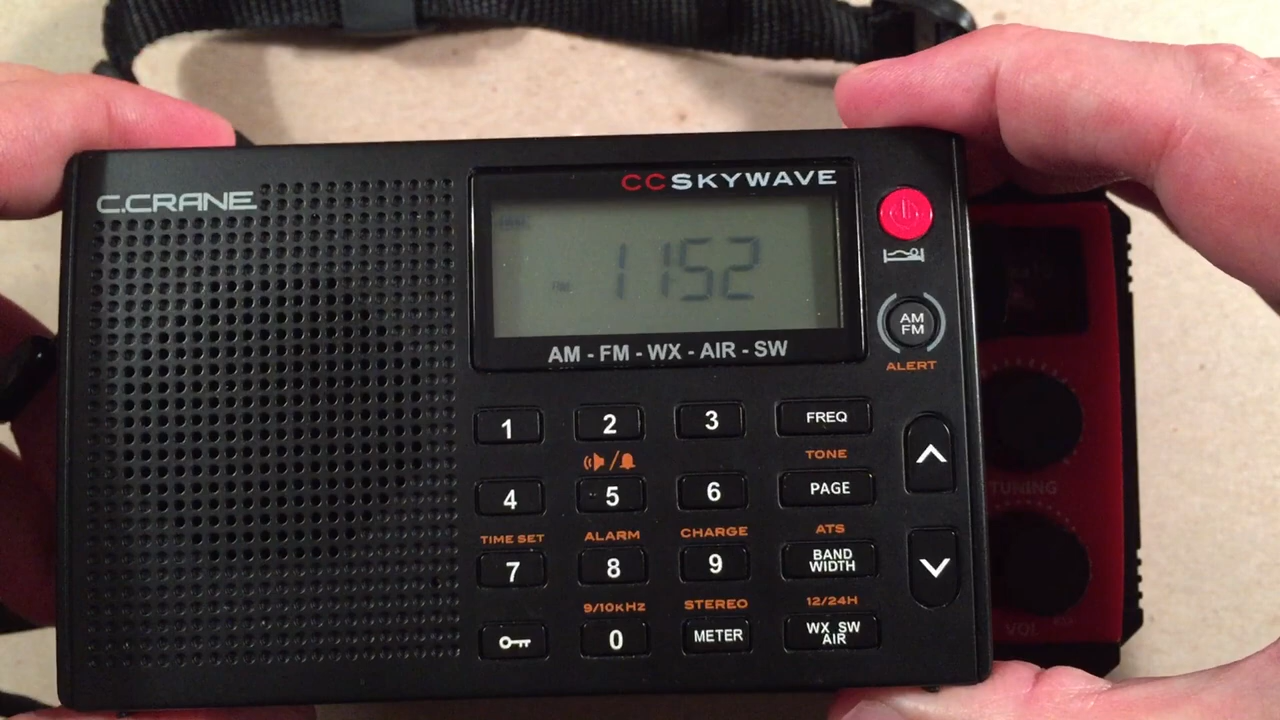 C.CRANE
CCSKYWAVE
PM
1152
AM - FM - WX - AIR - SW
AM
FM
ALERT
1
2
3
FREQ
TONE
4
5
6
PAGE
TIME SET
ALARM
CHARGE
ATS
7
8
9
BAND
WIDTH
9/10KHZ
STEREO
12/24H
0
METER
WX SW
AIR
TUNING
VOL